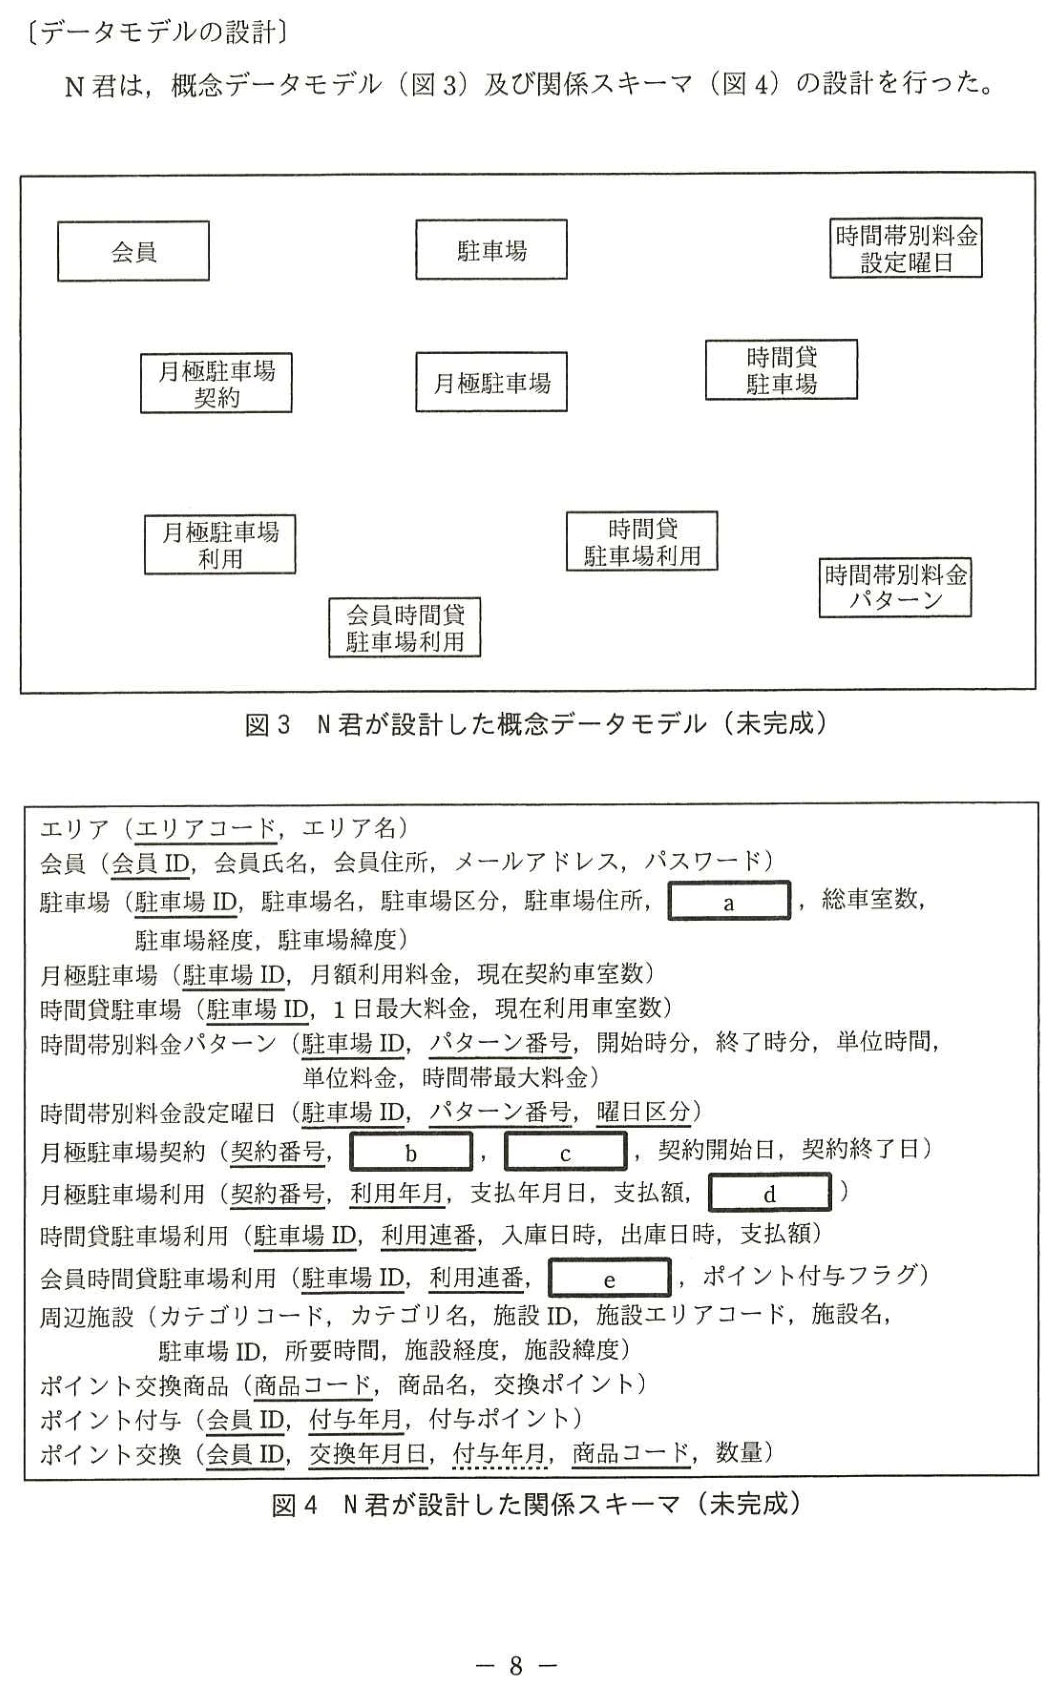 〔データモデルの設計〕
N 君は，概念データモデル（図 3）及び関係スキーマ（図 4）の設計を行った。
会員
駐車場
時間帯別料金
設定曜日
月極駐車場
契約
月極駐車場
時間貸
駐車場
月極駐車場
利用
時間貸
駐車場利用
時間帯別料金
パターン
会員時間貸
駐車場利用
図 3　N 君が設計した概念データモデル（未完成）
エリア（エリアコード，エリア名）
会員（会員 ID，会員氏名，会員住所，メールアドレス，パスワード）
駐車場（駐車場 ID，駐車場名，駐車場区分，駐車場住所， a ，総車室数，
駐車場経度，駐車場緯度）
月極駐車場（駐車場 ID，月額利用料金，現在契約車室数）
時間貸駐車場（駐車場 ID，1 日最大料金，現在利用車室数）
時間帯別料金パターン（駐車場 ID，パターン番号，開始時分，終了時分，単位時間，
単位料金，時間帯最大料金）
時間帯別料金設定曜日（駐車場 ID，パターン番号，曜日区分）
月極駐車場契約（契約番号， b ， c ，契約開始日，契約終了日）
月極駐車場利用（契約番号，利用年月，支払年月日，支払額， d ）
時間貸駐車場利用（駐車場 ID，利用連番，入庫日時，出庫日時，支払額）
会員時間貸駐車場利用（駐車場 ID，利用連番， e ，ポイント付与フラグ）
周辺施設（カテゴリコード，カテゴリ名，施設 ID，施設エリアコード，施設名，
駐車場 ID，所要時間，施設経度，施設緯度）
ポイント交換商品（商品コード，商品名，交換ポイント）
ポイント付与（会員 ID，付与年月，付与ポイント）
ポイント交換（会員 ID，交換年月日，付与年月，商品コード，数量）
図 4　N 君が設計した関係スキーマ（未完成）
－ 8 －